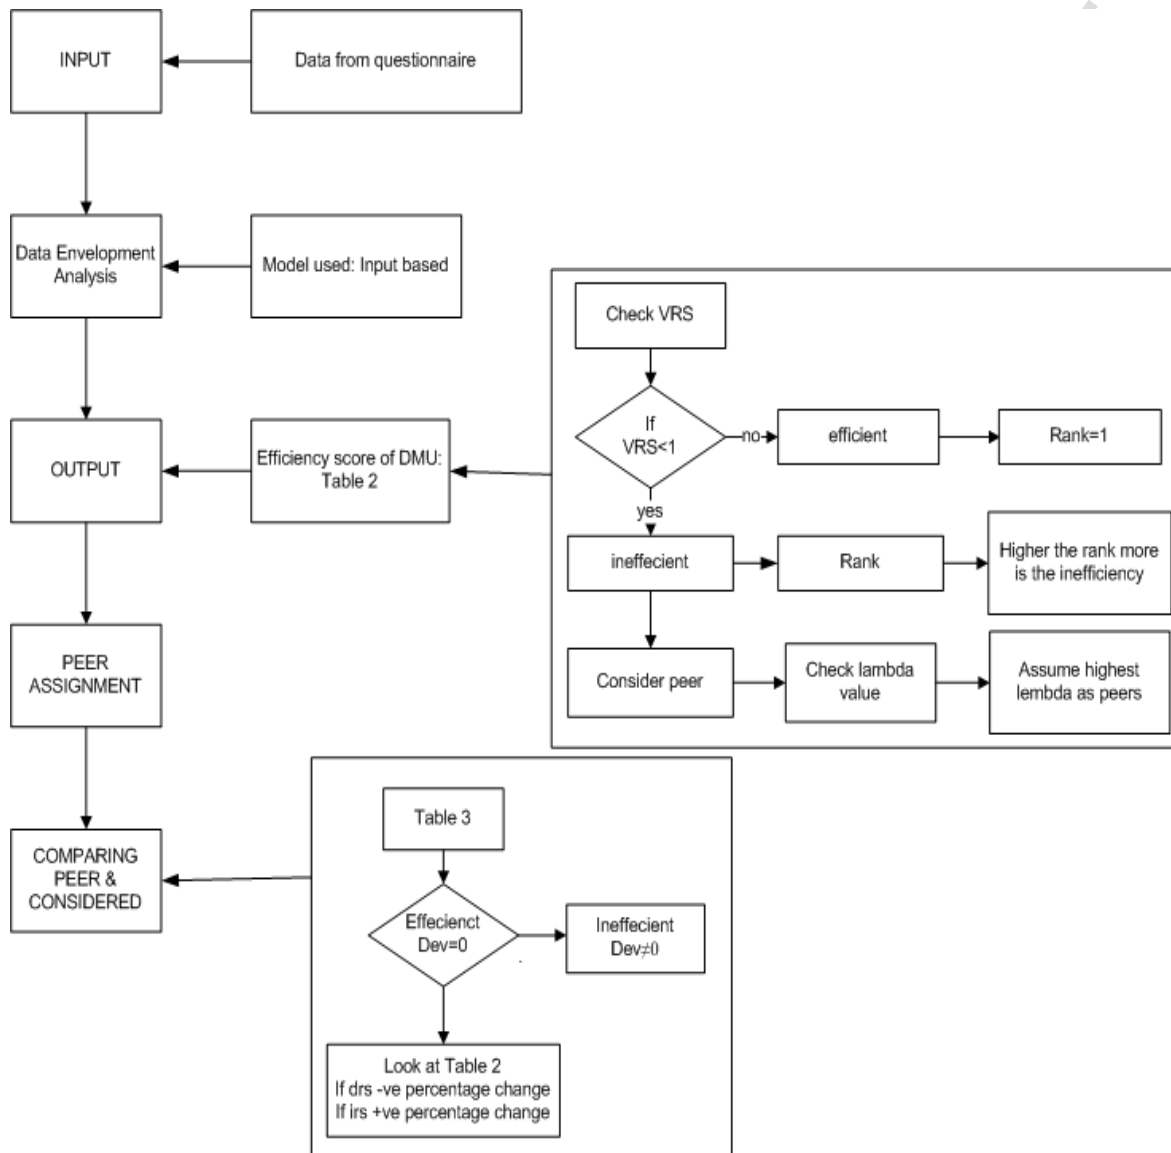 INPUT
Data from questionnaire
Data Envelopment
Analysis
Model used: Input based
Check VRS
If
VRS<1
no
efficient
Rank=1
OUTPUT
Efficiency score of DMU:
Table 2
yes
ineffecient
Rank
Higher the rank more
is the inefficiency
PEER
ASSIGNMENT
Consider peer
Check lambda
value
Assume highest
lembda as peers
Table 3
COMPARING
PEER &
CONSIDERED
Effecienct
Dev=0
Ineffecient
Dev≠0
Look at Table 2
If drs -ve percentage change
If irs +ve percentage change